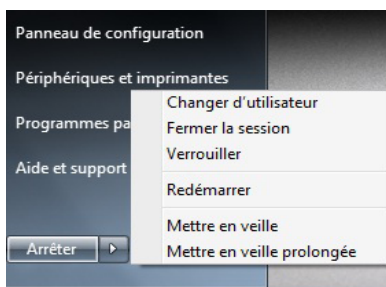 Panneau de configuration
Périphériques et imprimantes
Programmes pa
Aide et support
Arrêter
Changer d'utilisateur
Fermer la session
Verrouiller
Redémarrer
Mettre en veille
Mettre en veille prolongée